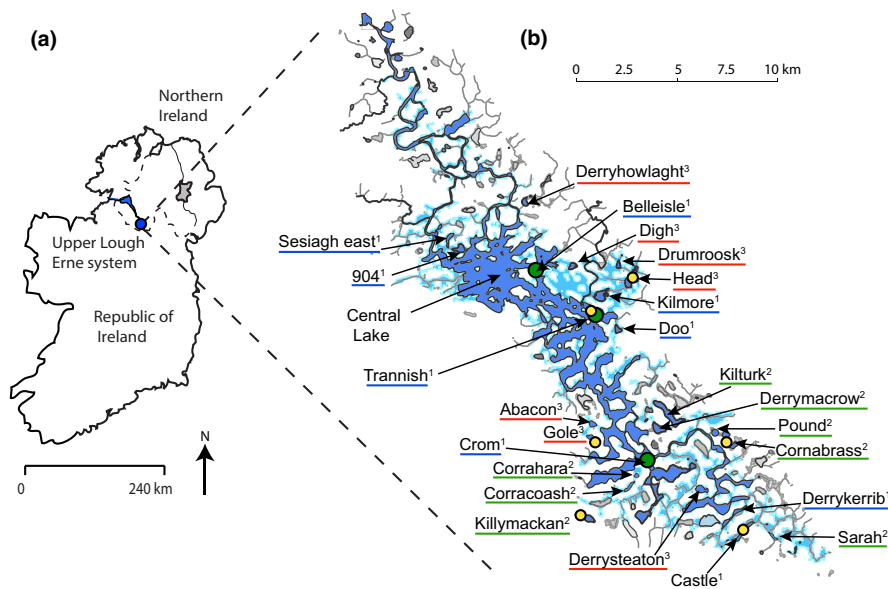 (a)
(b)
0 2.5 5 7.5 10 km
Northern
Ireland
Upper Lough
Erne system
Republic of
Ireland
N
0 240 km
Derryhowlaght³
Belleisle¹
Sesiagh east¹
Digh³
Drumroosk³
904¹
Head³
Kilmore¹
Central
Lake
Doo¹
Trannish¹
Kilturk²
Derrymacrow²
Abacon³
Pound²
Gole³
Crom¹
Cornabrass²
Corrahara²
Corracoash²
Derrykerrib¹
Killymackan²
Sarah²
Derrysteaton³
Castle¹